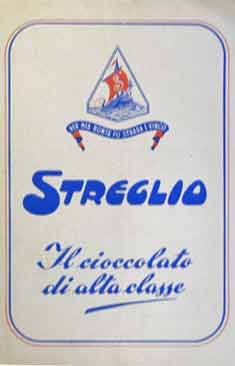 STREGLIO
Il cioccolato
di alta classe